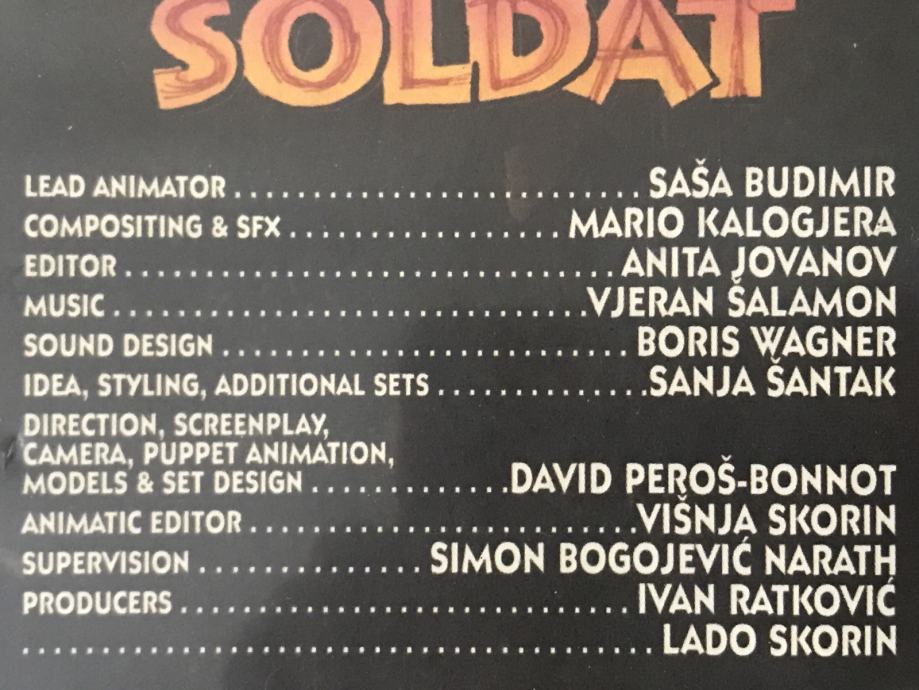 SOLDAT
LEAD ANIMATOR ................................ SAŠA BUDIMIR
COMPOSITING & SFX ..................... MARIO KALOGJERA
EDITOR ...................................... ANITA JOVANOV
MUSIC ..................................... VJERAN ŠALAMON
SOUND DESIGN ............................... BORIS WAGNER
IDEA, STYLING, ADDITIONAL SETS ................ SANJA ŠANTAK
DIRECTION, SCREENPLAY,
CAMERA, PUPPET ANIMATION,
MODELS & SET DESIGN ............... DAVID PEROŠ-BONNOT
ANIMATIC EDITOR ............................. VIŠNJA SKORIN
SUPERVISION ................. SIMON BOGOJEVIĆ NARATH
PRODUCERS .................................. IVAN RATKOVIĆ
................................................ LADO SKORIN